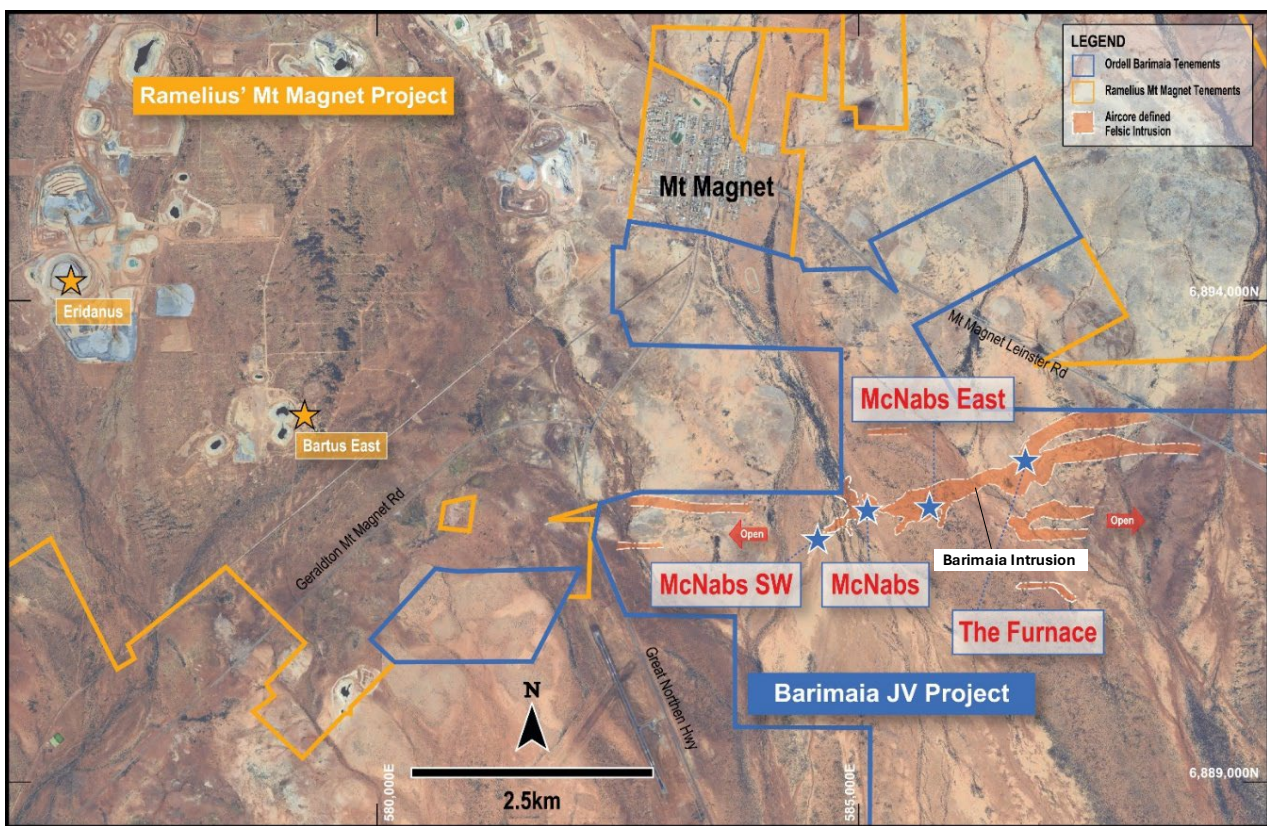 Ramelius' Mt Magnet Project
LEGEND
Ordell Barimaia Tenements
Ramelius Mt Magnet Tenements
Aircore defined
Felsic Intrusion
Mt Magnet
6,894,000N
Eridanus
Mt Magnet Leinster Rd
McNabs East
Bartus East
Geraldton Mt Magnet Rd
Open
Open
Barimaia Intrusion
McNabs SW
McNabs
The Furnace
Great Northen Hwy
Barimaia JV Project
N
2.5km
580,000E
585,000E
6,889,000N